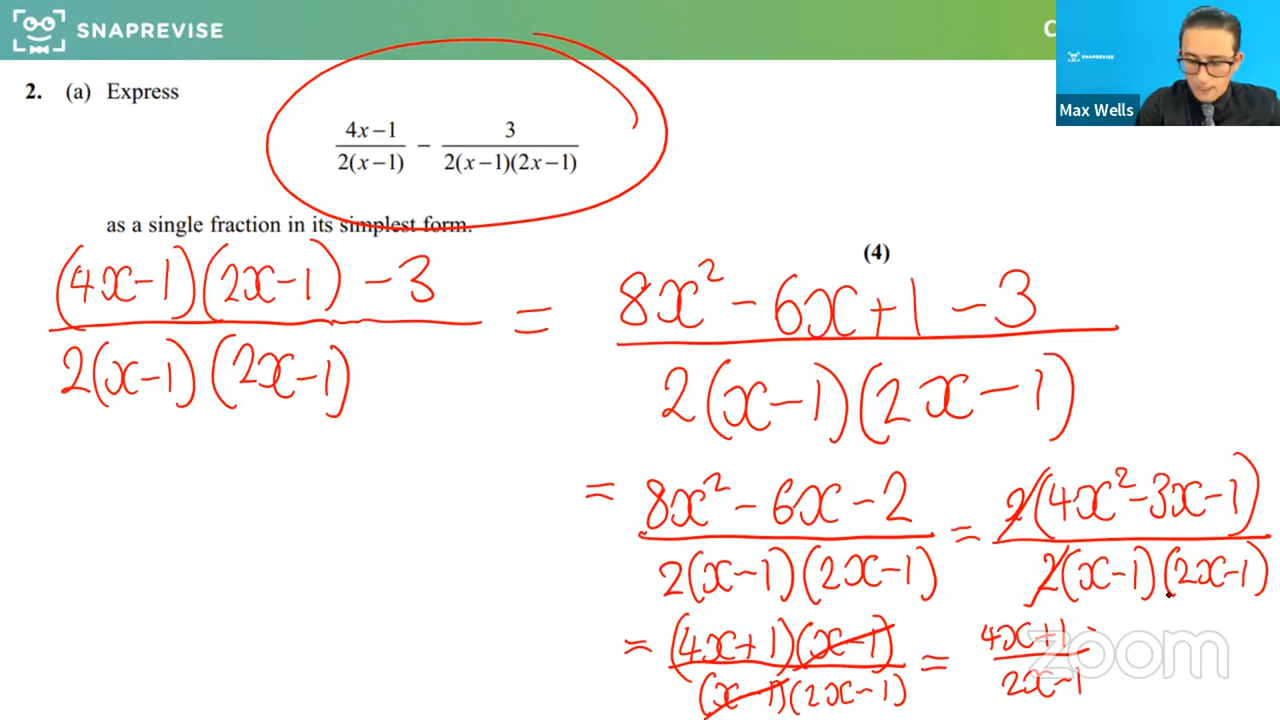 SNAPREVISE
C
SNAPREVISE
Max Wells
2. (a) Express
4x−1
2(x−1)
−
3
2(x−1)(2x−1)
as a single fraction in its simplest form.
(4)
(4x−1)(2x−1) −3
2(x−1)(2x−1)
=
8x² − 6x + 1 − 3
2(x−1)(2x−1)
=
8x² − 6x − 2
2(x−1)(2x−1)
=
2(4x²−3x−1)
2(x−1)(2x−1)
=
(4x+1)(x−1)
(x−1)(2x−1)
=
4x+1
2x−1
zoom